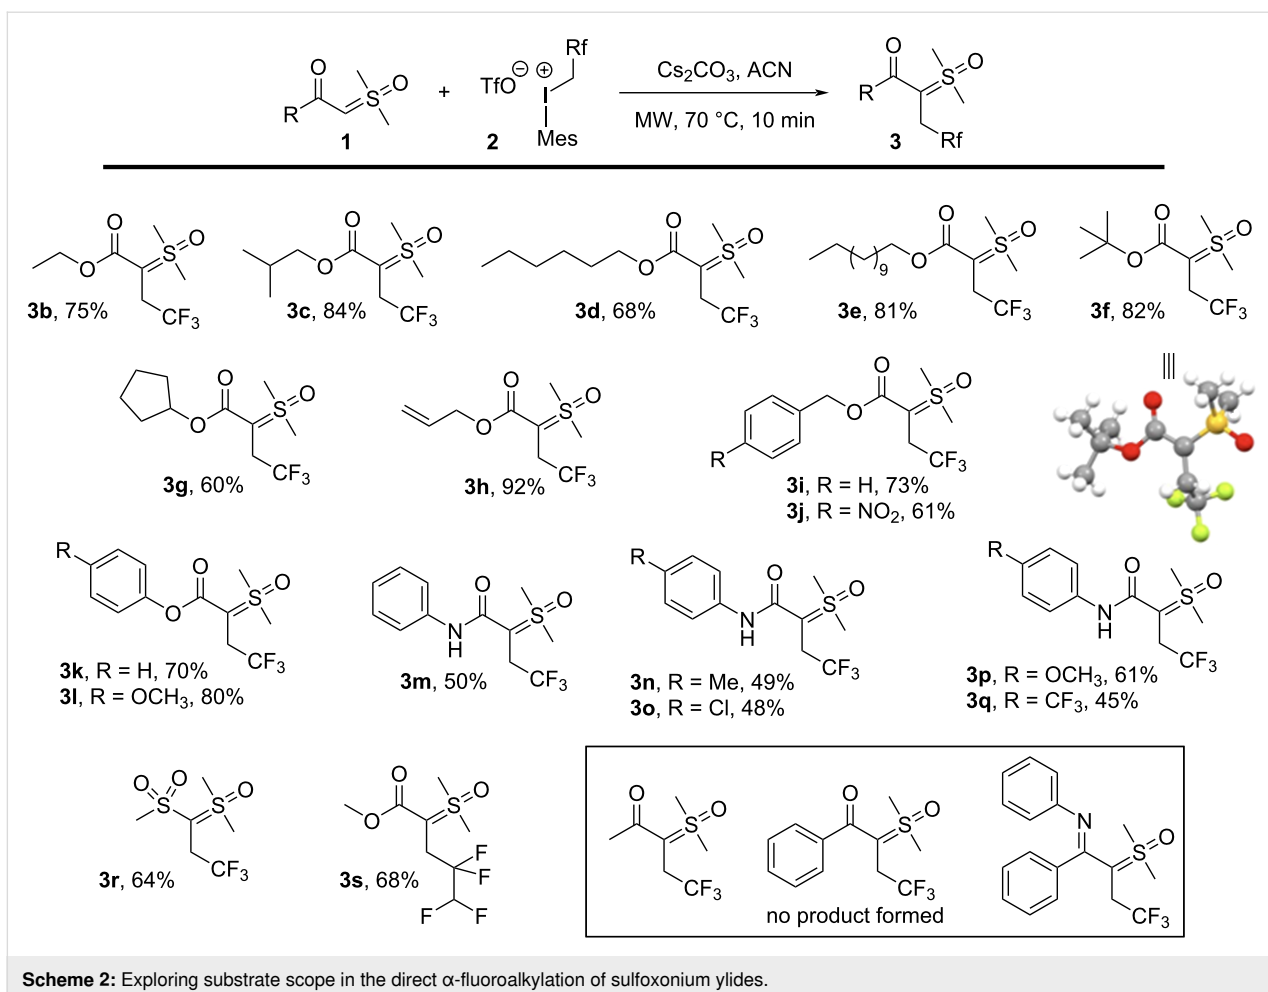 O
R
S
O
1
+
TfO⊖ ⊕
Rf
I
Mes
2
Cs₂CO₃, ACN
MW, 70 °C, 10 min
O
R
S
O
Rf
3
O
O
S
O
CF₃
3b, 75%
O
O
S
O
CF₃
3c, 84%
O
O
S
O
CF₃
3d, 68%
( )9
O
O
S
O
CF₃
3e, 81%
O
O
S
O
CF₃
3f, 82%
O
O
S
O
CF₃
3g, 60%
O
O
S
O
CF₃
3h, 92%
R
O
O
S
O
CF₃
3i, R = H, 73%
3j, R = NO₂, 61%
R
O
O
S
O
CF₃
3k, R = H, 70%
3l, R = OCH₃, 80%
N
H
O
S
O
CF₃
3m, 50%
R
N
H
O
S
O
CF₃
3n, R = Me, 49%
3o, R = Cl, 48%
R
N
H
O
S
O
CF₃
3p, R = OCH₃, 61%
3q, R = CF₃, 45%
O O
S
S
O
CF₃
3r, 64%
O
O
S
O
F
F
F F
3s, 68%
O
S
O
CF₃
O
S
O
CF₃
N
S
O
CF₃
no product formed
Scheme 2: Exploring substrate scope in the direct α-fluoroalkylation of sulfoxonium ylides.